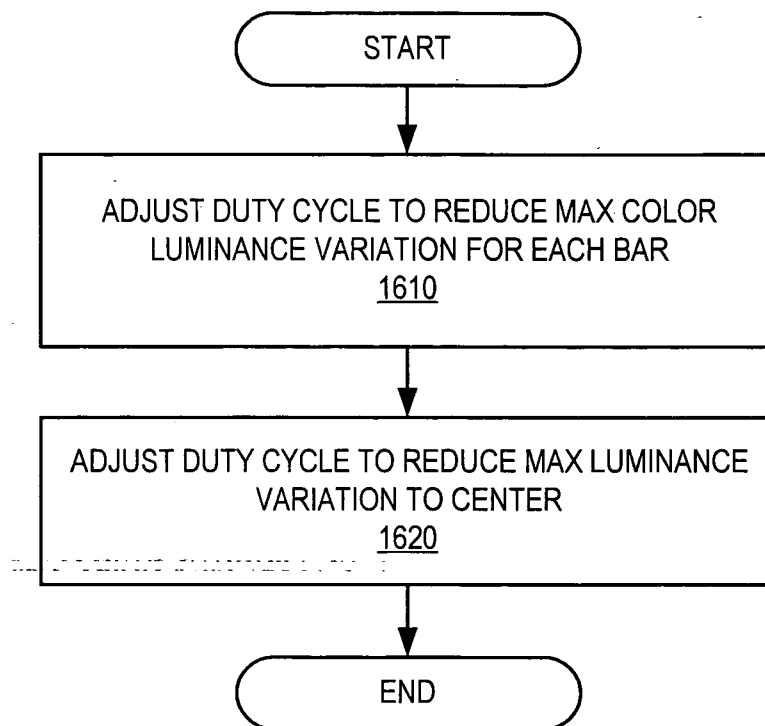 START
ADJUST DUTY CYCLE TO REDUCE MAX COLOR
LUMINANCE VARIATION FOR EACH BAR
1610
ADJUST DUTY CYCLE TO REDUCE MAX LUMINANCE
VARIATION TO CENTER
1620
END